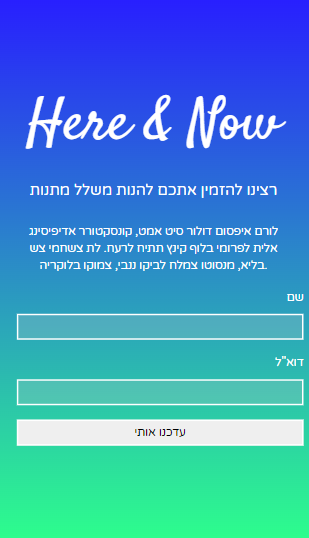 Here & Now
רצינו להזמין אתכם להנות משלל מתנות
לורם איפסום דולור סיט אמט, קונסקטורר אדיפיסינג
אלית לפרומי בלוף קינץ תתיח לרעח. לת צשחמי צש
בליא, מנסוטו צמלח לביקו ננבי, צמוקו בלוקריה.
שם
דוא"ל
עדכנו אותי